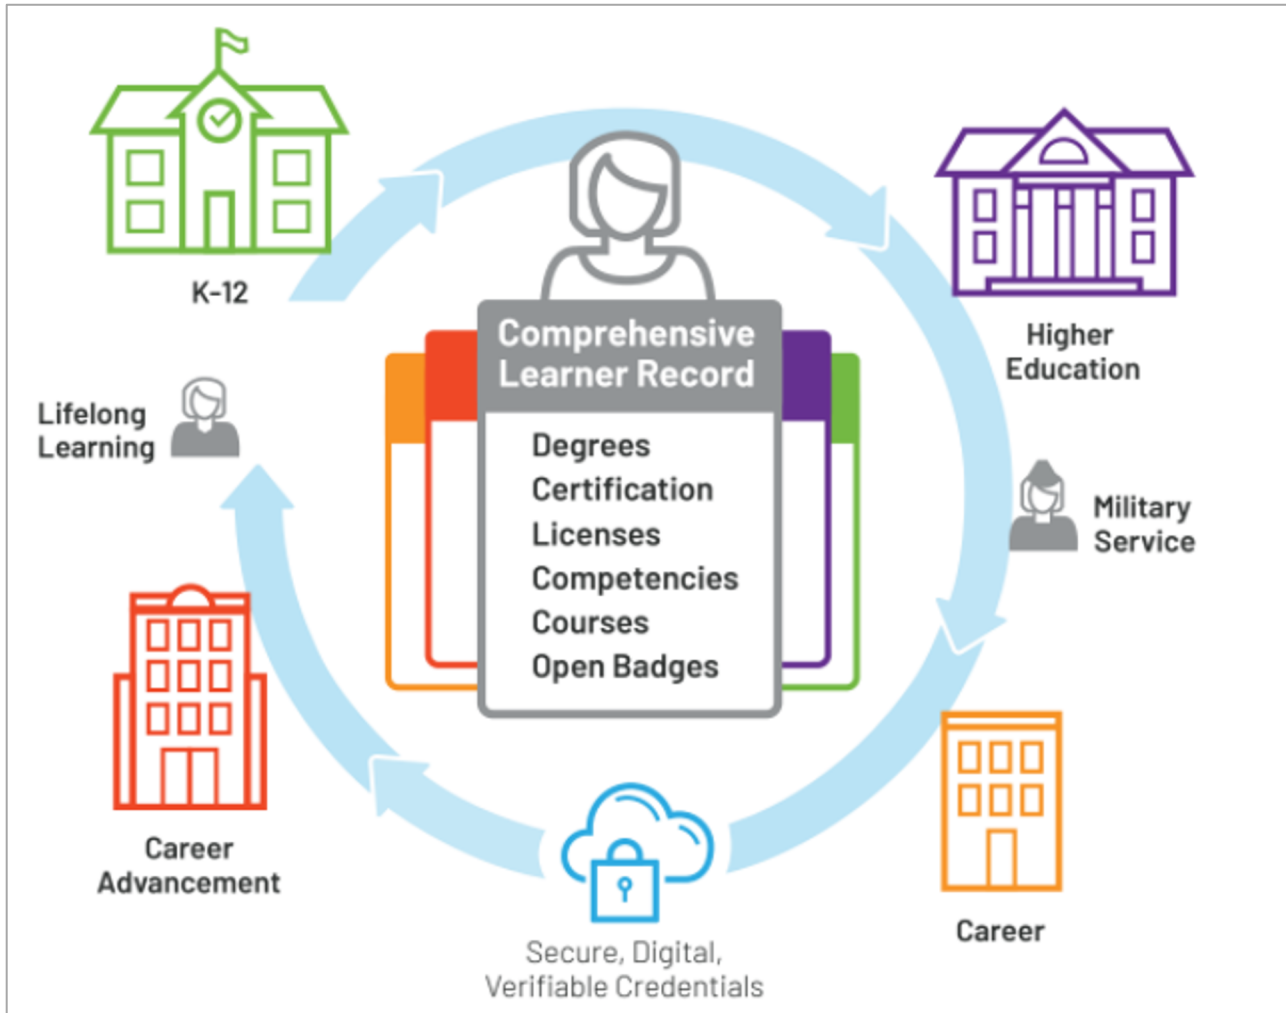 K-12
Higher
Education
Comprehensive
Learner Record
Degrees
Certification
Licenses
Competencies
Courses
Open Badges
Lifelong
Learning
Military
Service
Career
Advancement
Career
Secure, Digital,
Verifiable Credentials